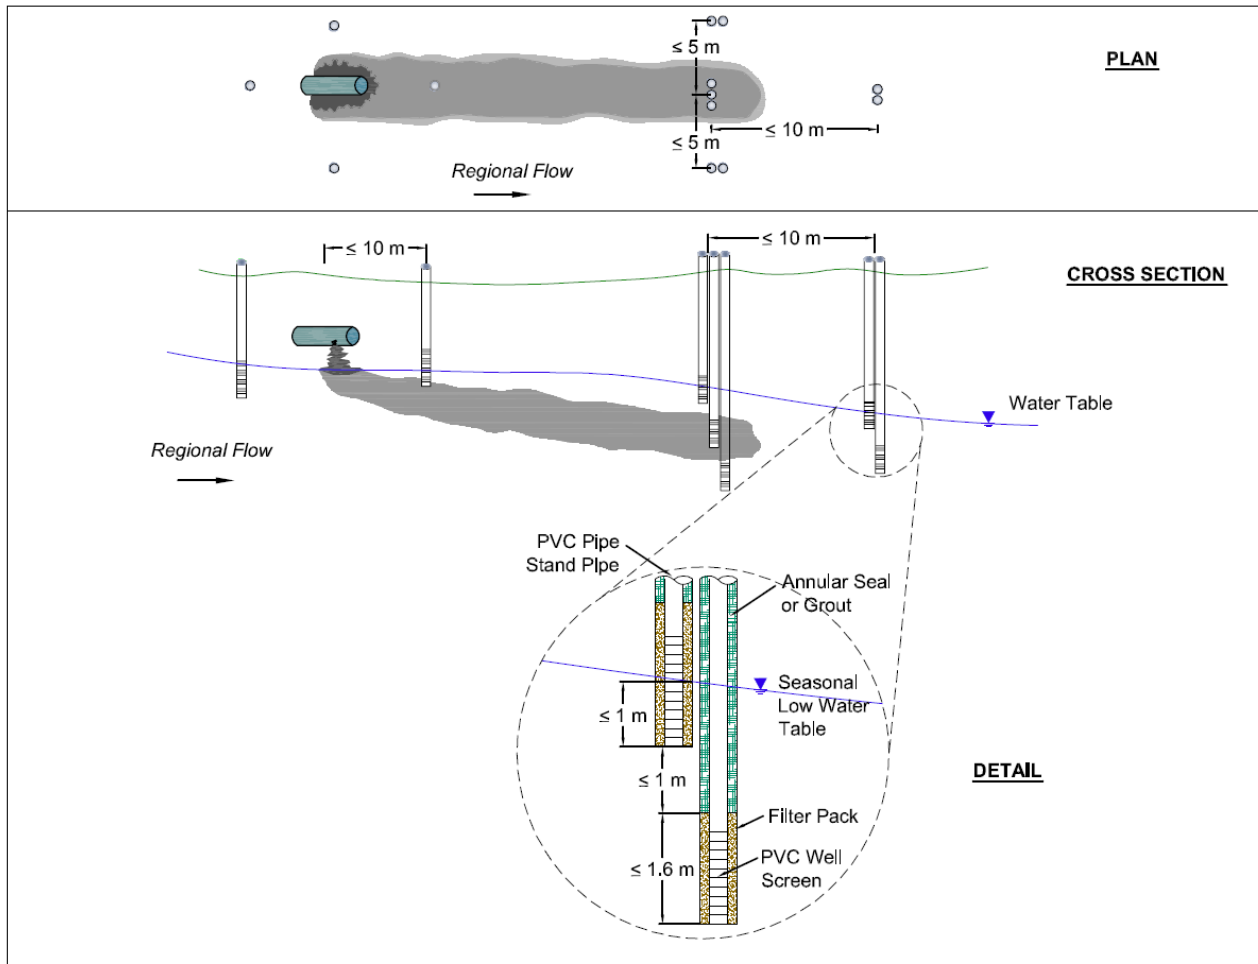 ≤ 5 m
PLAN
≤ 10 m
≤ 5 m
Regional Flow
≤ 10 m
≤ 10 m
CROSS SECTION
Water Table
Regional Flow
PVC Pipe
Stand PIpe
Annular Seal
or Grout
Seasonal
Low Water
Table
≤ 1 m
≤ 1 m
DETAIL
Filter Pack
≤ 1.6 m
PVC Well
Screen